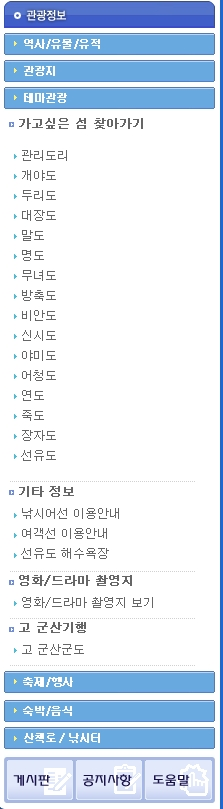 관광정보
역사/유물/유적
관광지
테마관광
가고싶은 섬 찾아가기
관리도리
개야도
두리도
대장도
말도
명도
무녀도
방축도
비안도
신시도
야미도
어청도
연도
죽도
장자도
선유도
기타 정보
낚시어선 이용안내
여객선 이용안내
선유도 해수욕장
영화/드라마 촬영지
영화/드라마 촬영지 보기
고 군산기행
고 군산군도
축제/행사
숙박/음식
산책로 / 낚시터
게시판 공지사항 도움말